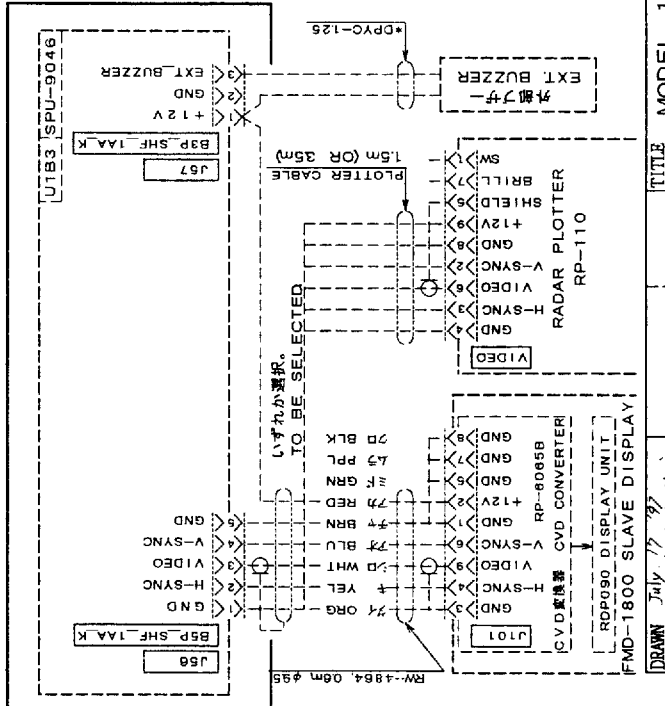 U1B3 SPU-9046
EXT_BUZZER 3
GND 2
+12V 1
B3P_SHF_1AA_K
J57
*DPYC-1.25
外部ブザー
EXT. BUZZER
PLOTTER CABLE
1.5m (OR 35m)
SW 1
BRILL 7
SHIELD 5
+12V 9
GND 8
V-SYNC 2
VIDEO 6
H-SYNC 3
GND 4
RADAR PLOTTER
RP-110
VIDEO
いずれか選択。
TO BE SELECTED
GND 5
V-SYNC 4
VIDEO 3
H-SYNC 2
GND 1
B5P_SHF_1AA_K
J56
クロ BLK
ムラ PPL
ミド GRN
アカ RED
チャ BRN
アオ BLU
シロ WHT
キ YEL
ダイ ORG
RW-4864, 0.6m, φ9.5
GND 8
GND 7
GND 5
+12V 2
GND 1
V-SYNC 6
VIDEO 9
H-SYNC 4
GND 3
RP-6065B
CVD変換器 CVD CONVERTER
J101
RDP090 DISPLAY UNIT
FMD-1800 SLAVE DISPLAY
DRAWN July 17 '97
TITLE MODEL 1